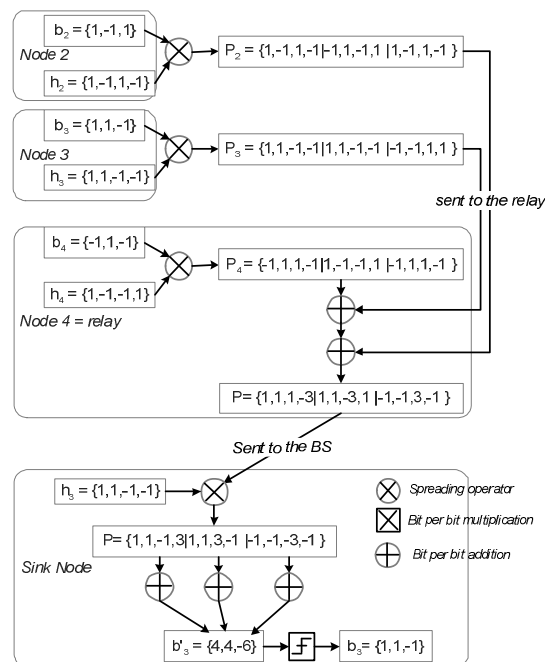 b2 = {1,-1,1}
Node 2
h2 = {1,-1,1,-1}
P2 = {1,-1,1,-1|-1,1,-1,1 |1,-1,1,-1 }
b3 = {1,1,-1}
Node 3
h3 = {1,1,-1,-1}
P3 = {1,1,-1,-1|1,1,-1,-1 |-1,-1,1,1 }
sent to the relay
b4 = {-1,1,-1}
P4 = {-1,1,1,-1|1,-1,-1,1 |-1,1,1,-1 }
h4 = {1,-1,-1,1}
Node 4 = relay
P= {1,1,1,-3|1,1,-3,1 |-1,-1,3,-1 }
Sent to the BS
h3 = {1,1,-1,-1}
Spreading operator
P= {1,1,-1,3|1,1,3,-1 |-1,-1,-3,-1 }
Bit per bit multiplication
Sink Node
Bit per bit addition
b'3 = {4,4,-6}
b3 = {1,1,-1}